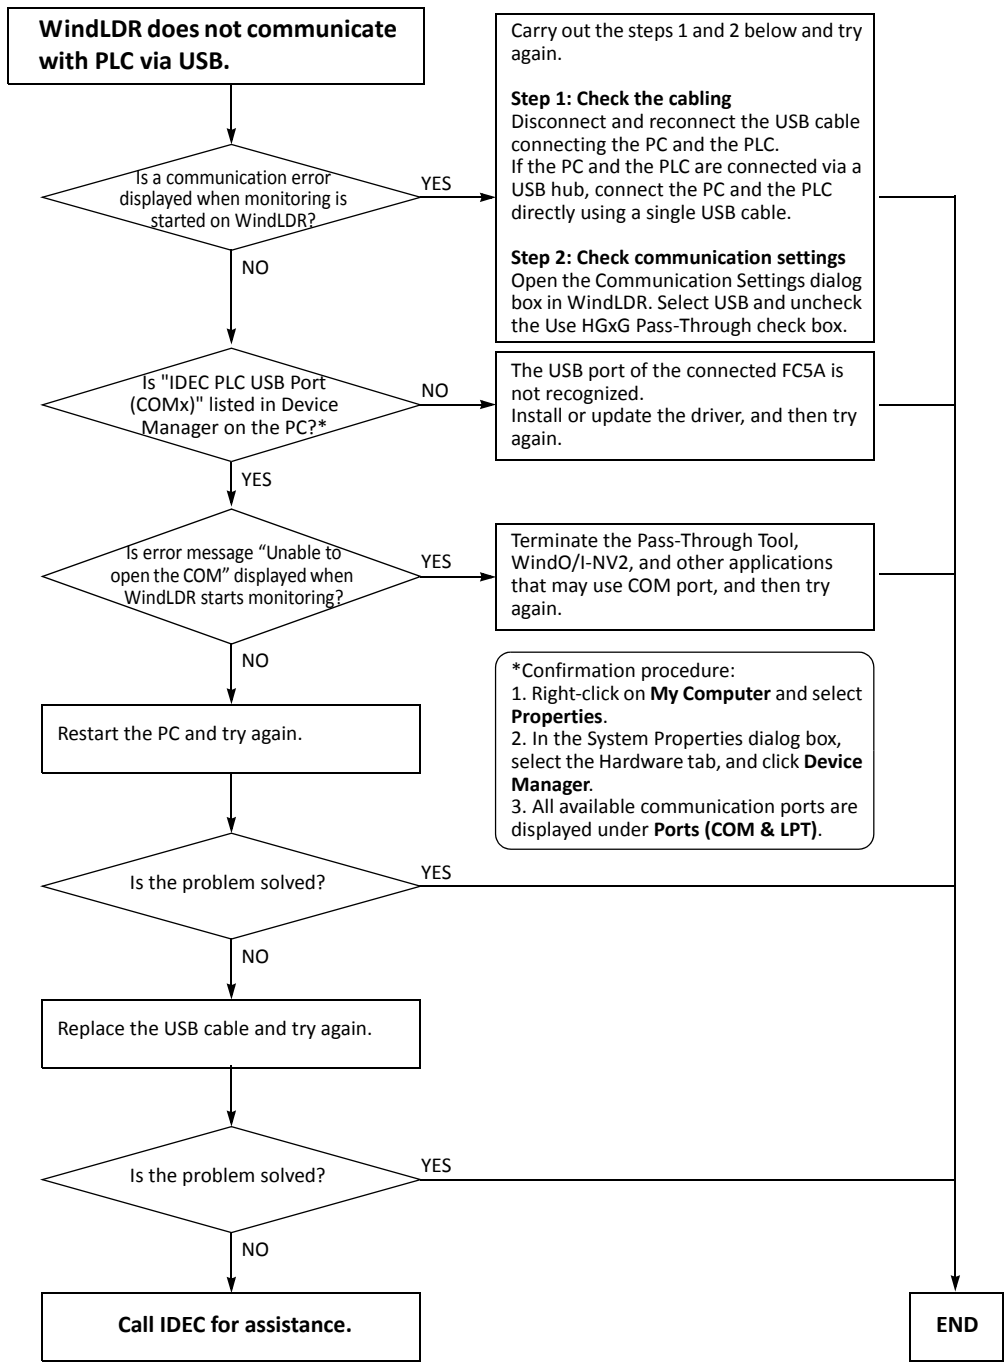 WindLDR does not communicate
with PLC via USB.
Carry out the steps 1 and 2 below and try
again.
Step 1: Check the cabling
Disconnect and reconnect the USB cable
connecting the PC and the PLC.
If the PC and the PLC are connected via a
USB hub, connect the PC and the PLC
directly using a single USB cable.
Step 2: Check communication settings
Open the Communication Settings dialog
box in WindLDR. Select USB and uncheck
the Use HGxG Pass-Through check box.
Is a communication error
displayed when monitoring is
started on WindLDR?
YES
NO
Is "IDEC PLC USB Port
(COMx)" listed in Device
Manager on the PC?*
NO
The USB port of the connected FC5A is
not recognized.
Install or update the driver, and then try
again.
YES
Is error message “Unable to
open the COM” displayed when
WindLDR starts monitoring?
YES
Terminate the Pass-Through Tool,
WindO/I-NV2, and other applications
that may use COM port, and then try
again.
NO
*Confirmation procedure:
1. Right-click on My Computer and select
Properties.
2. In the System Properties dialog box,
select the Hardware tab, and click Device
Manager.
3. All available communication ports are
displayed under Ports (COM & LPT).
Restart the PC and try again.
Is the problem solved?
YES
NO
Replace the USB cable and try again.
Is the problem solved?
YES
NO
Call IDEC for assistance.
END